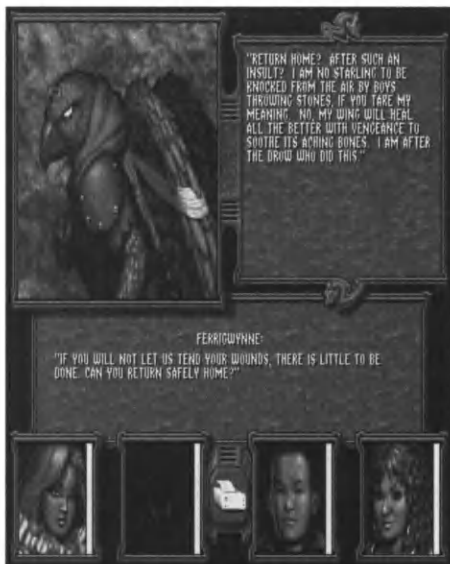 "RETURN HOME? AFTER SUCH AN
INSULT? I AM NO STARLING TO BE
KNOCKED FROM THE AIR BY BOYS
THROWING STONES, IF YOU TAKE MY
MEANING. NO, MY WING WILL HEAL
ALL THE BETTER WITH VENGEANCE TO
SOOTHE ITS ACHING BONES. I AM AFTER
THE DROW WHO DID THIS."
FERRIGWYNNE:
"IF YOU WILL NOT LET US TEND YOUR WOUNDS, THERE IS LITTLE TO BE
DONE. CAN YOU RETURN SAFELY HOME?"